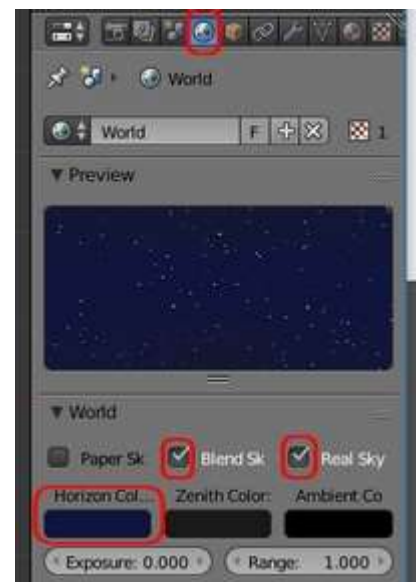 World
World F 1
▼ Preview
▼ World
Paper Sk Blend Sk Real Sky
Horizon Col... Zenith Color: Ambient Co
Exposure: 0.000 Range: 1.000